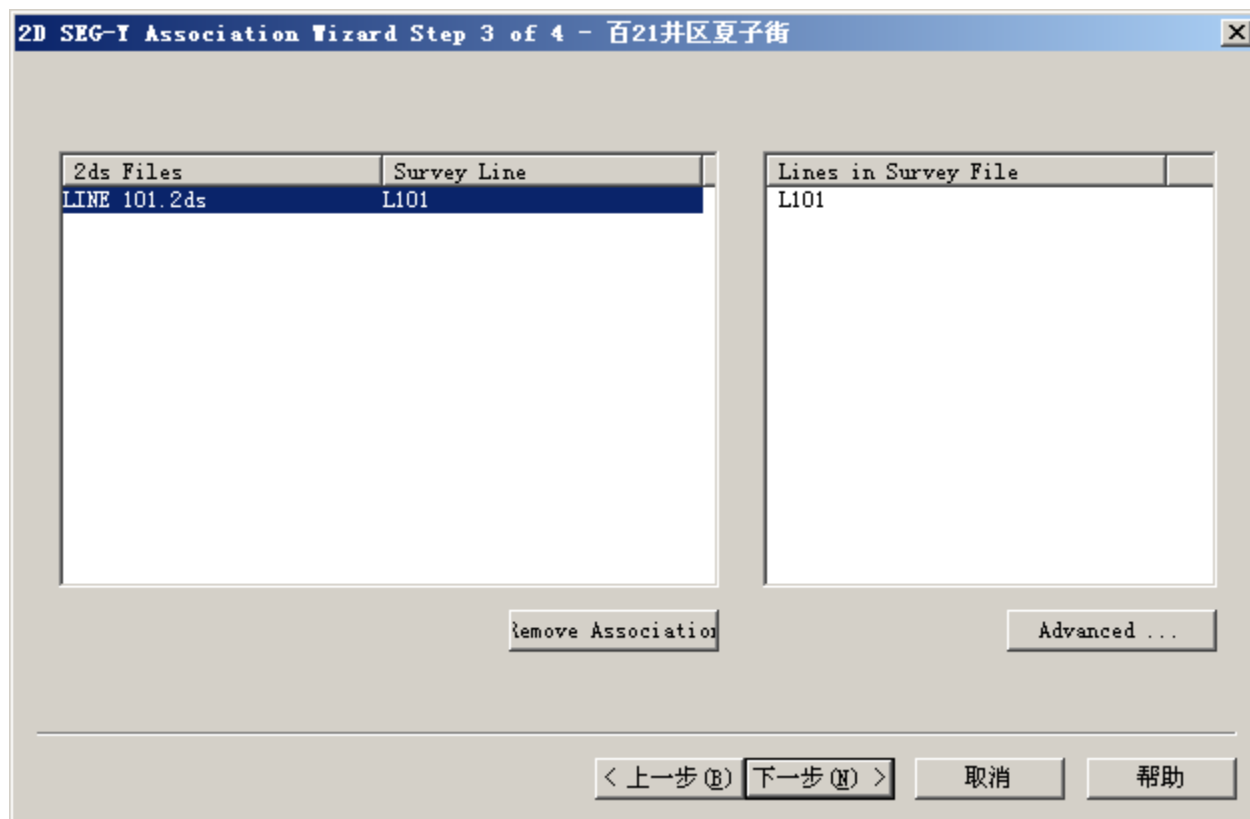 2D SEG-Y Association Wizard Step 3 of 4 - 百21井区夏子街
2ds Files Survey Line
LINE 101.2ds L101
Lines in Survey File
L101
Remove Association
Advanced ...
< 上一步(B) 下一步(N) > 取消 帮助